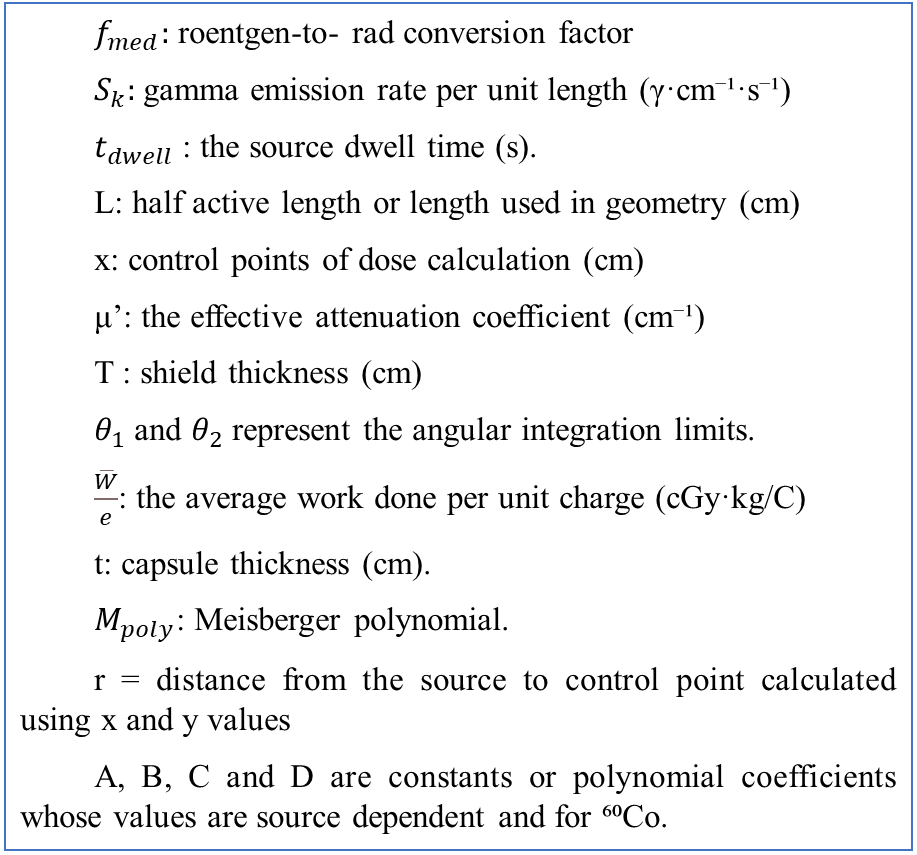 f_med: roentgen-to- rad conversion factor
S_k: gamma emission rate per unit length (γ·cm⁻¹·s⁻¹)
t_dwell : the source dwell time (s).
L: half active length or length used in geometry (cm)
x: control points of dose calculation (cm)
μ’: the effective attenuation coefficient (cm⁻¹)
T : shield thickness (cm)
θ₁ and θ₂ represent the angular integration limits.
W̅/e: the average work done per unit charge (cGy·kg/C)
t: capsule thickness (cm).
M_poly: Meisberger polynomial.
r = distance from the source to control point calculated
using x and y values
A, B, C and D are constants or polynomial coefficients
whose values are source dependent and for ⁶⁰Co.